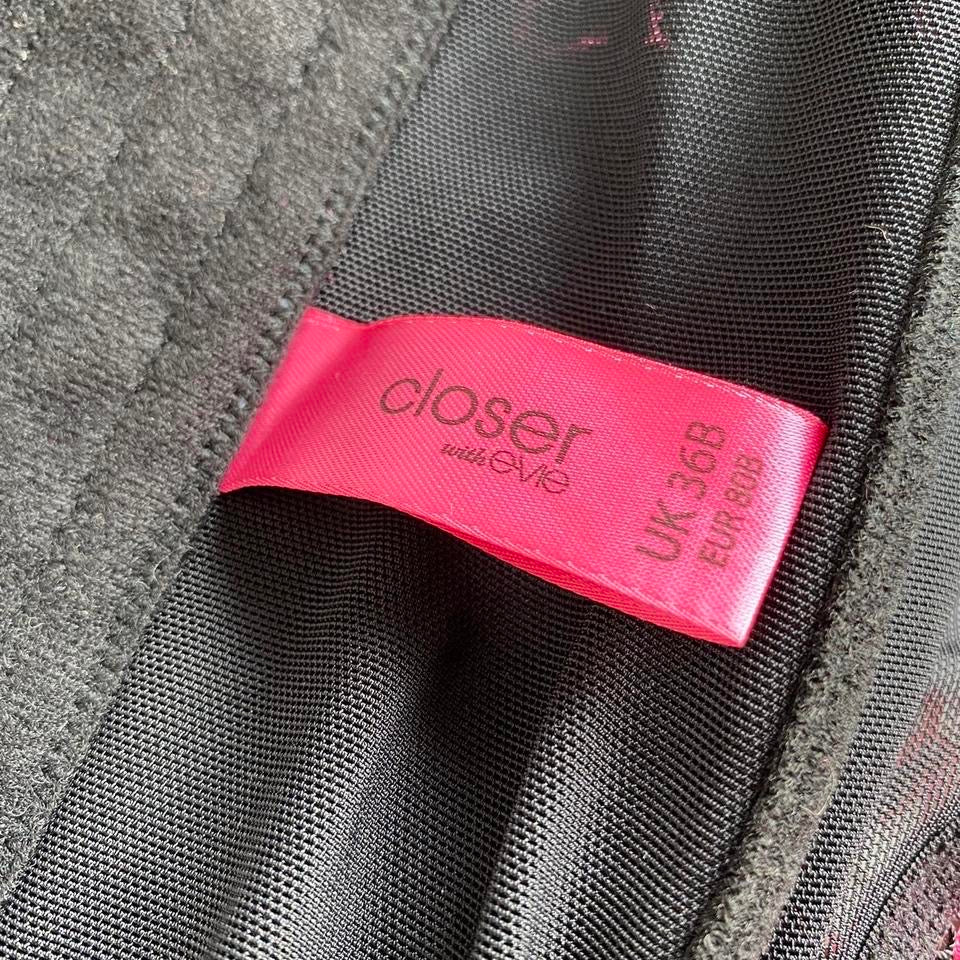 closer
with evie
UK 36B
EUR 80B